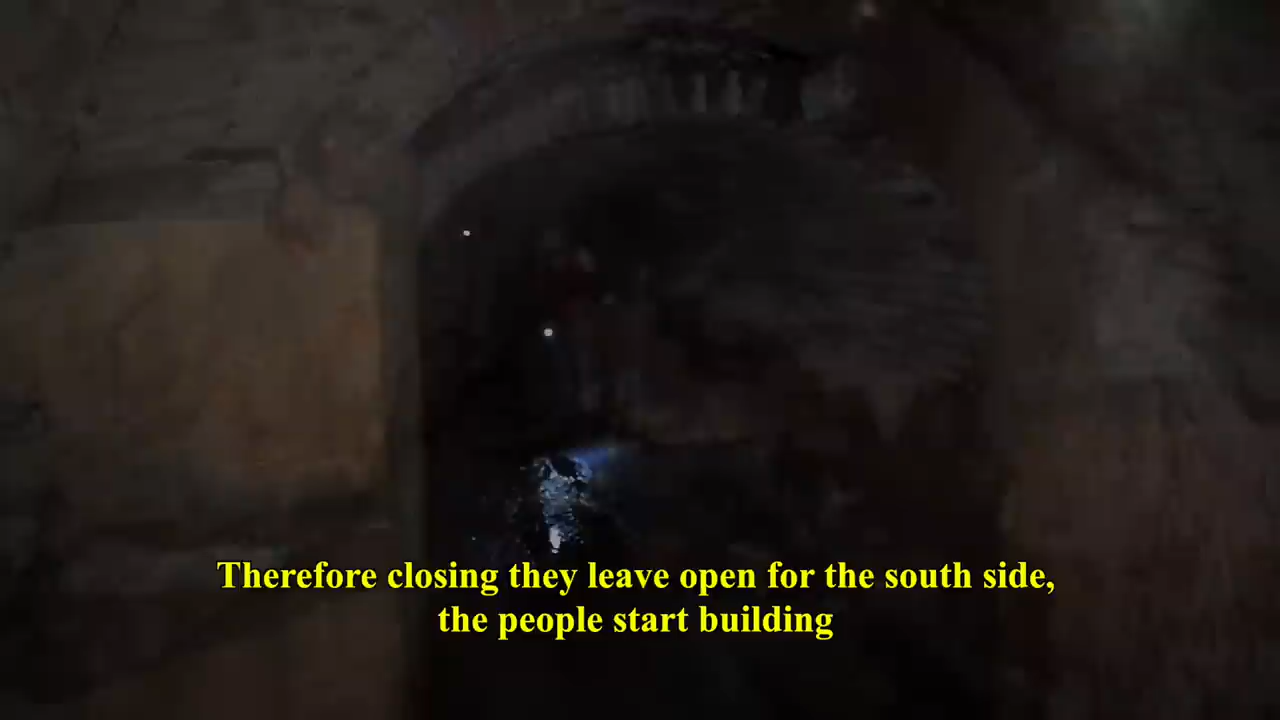 Therefore closing they leave open for the south side,
the people start building